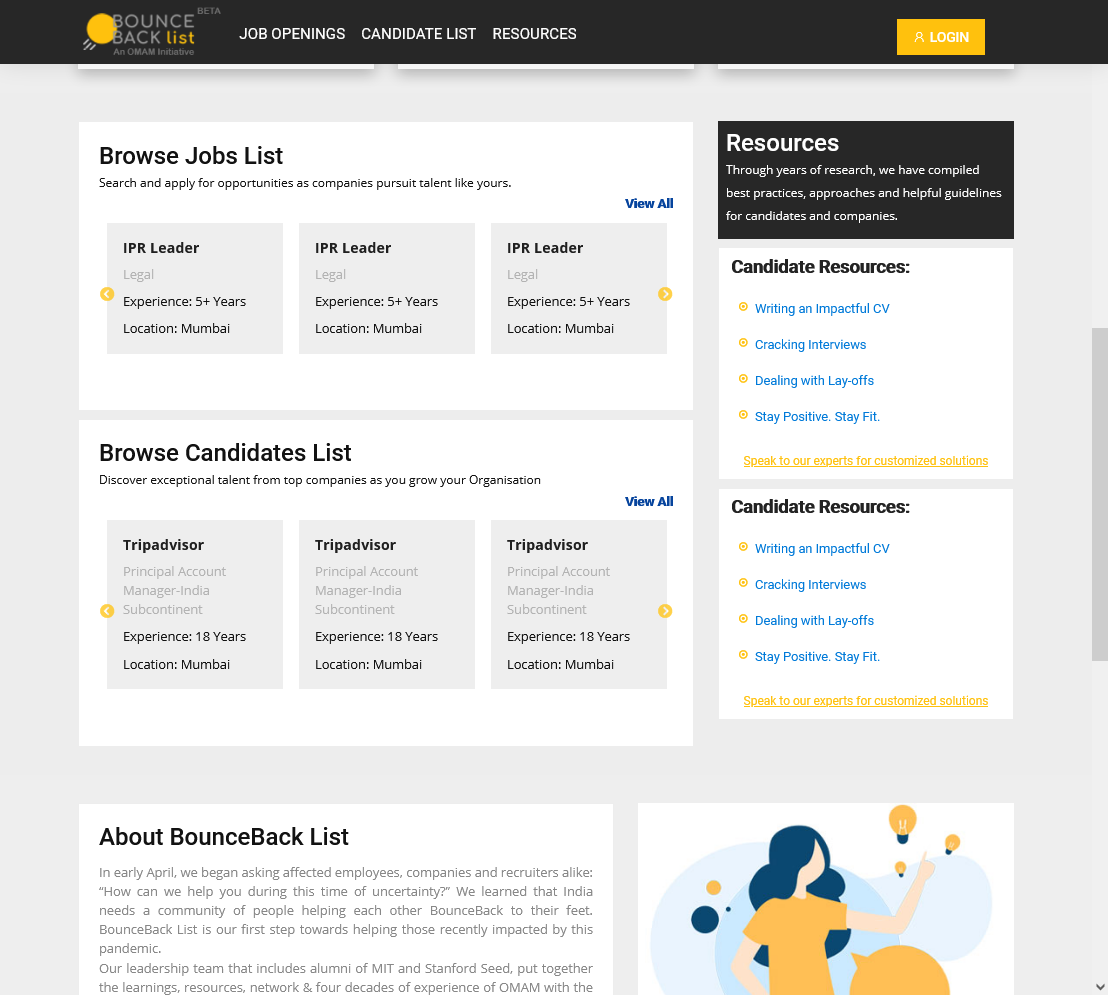 BETA
BOUNCE
BACK list
An OMAM Initiative
JOB OPENINGS CANDIDATE LIST RESOURCES
LOGIN
Browse Jobs List
Search and apply for opportunities as companies pursuit talent like yours.
View All
IPR Leader
Legal
Experience: 5+ Years
Location: Mumbai
IPR Leader
Legal
Experience: 5+ Years
Location: Mumbai
IPR Leader
Legal
Experience: 5+ Years
Location: Mumbai
Browse Candidates List
Discover exceptional talent from top companies as you grow your Organisation
View All
Tripadvisor
Principal Account
Manager-India
Subcontinent
Experience: 18 Years
Location: Mumbai
Tripadvisor
Principal Account
Manager-India
Subcontinent
Experience: 18 Years
Location: Mumbai
Tripadvisor
Principal Account
Manager-India
Subcontinent
Experience: 18 Years
Location: Mumbai
Resources
Through years of research, we have compiled
best practices, approaches and helpful guidelines
for candidates and companies.
Candidate Resources:
Writing an Impactful CV
Cracking Interviews
Dealing with Lay-offs
Stay Positive. Stay Fit.
Speak to our experts for customized solutions
Candidate Resources:
Writing an Impactful CV
Cracking Interviews
Dealing with Lay-offs
Stay Positive. Stay Fit.
Speak to our experts for customized solutions
About BounceBack List
In early April, we began asking affected employees, companies and recruiters alike:
“How can we help you during this time of uncertainty?” We learned that India
needs a community of people helping each other BounceBack to their feet.
BounceBack List is our first step towards helping those recently impacted by this
pandemic.
Our leadership team that includes alumni of MIT and Stanford Seed, put together
the learnings, resources, network & four decades of experience of OMAM with the